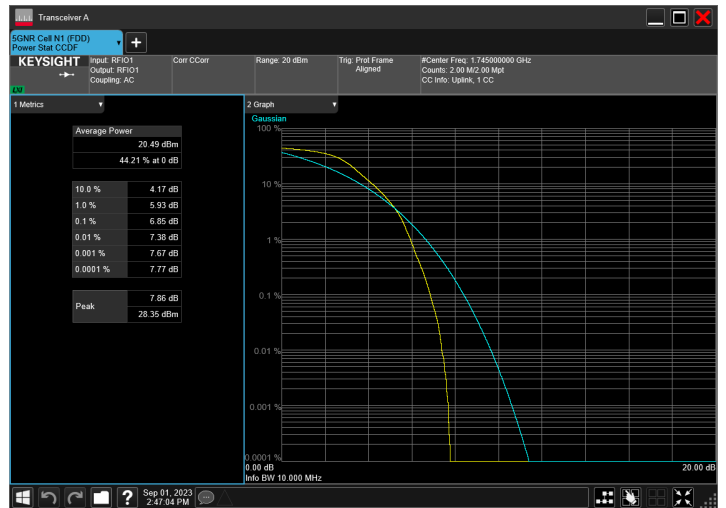 Transceiver A
5GNR Cell N1 (FDD)
Power Stat CCDF
KEYSIGHT
LXI
Input: RFIO1
Output: RFIO1
Coupling: AC
Corr CCorr
Range: 20 dBm
Trig: Prot Frame
Aligned
#Center Freq: 1.745000000 GHz
Counts: 2.00 M/2.00 Mpt
CC Info: Uplink, 1 CC
1 Metrics
Average Power
20.49 dBm
44.21 % at 0 dB
10.0 % 4.17 dB
1.0 % 5.93 dB
0.1 % 6.85 dB
0.01 % 7.38 dB
0.001 % 7.67 dB
0.0001 % 7.77 dB
Peak
7.86 dB
28.35 dBm
2 Graph
Gaussian
100 %
10 %
1 %
0.1 %
0.01 %
0.001 %
0.0001 %
0.00 dB
20.00 dB
Info BW 10.000 MHz
?
Sep 01, 2023
2:47:04 PM